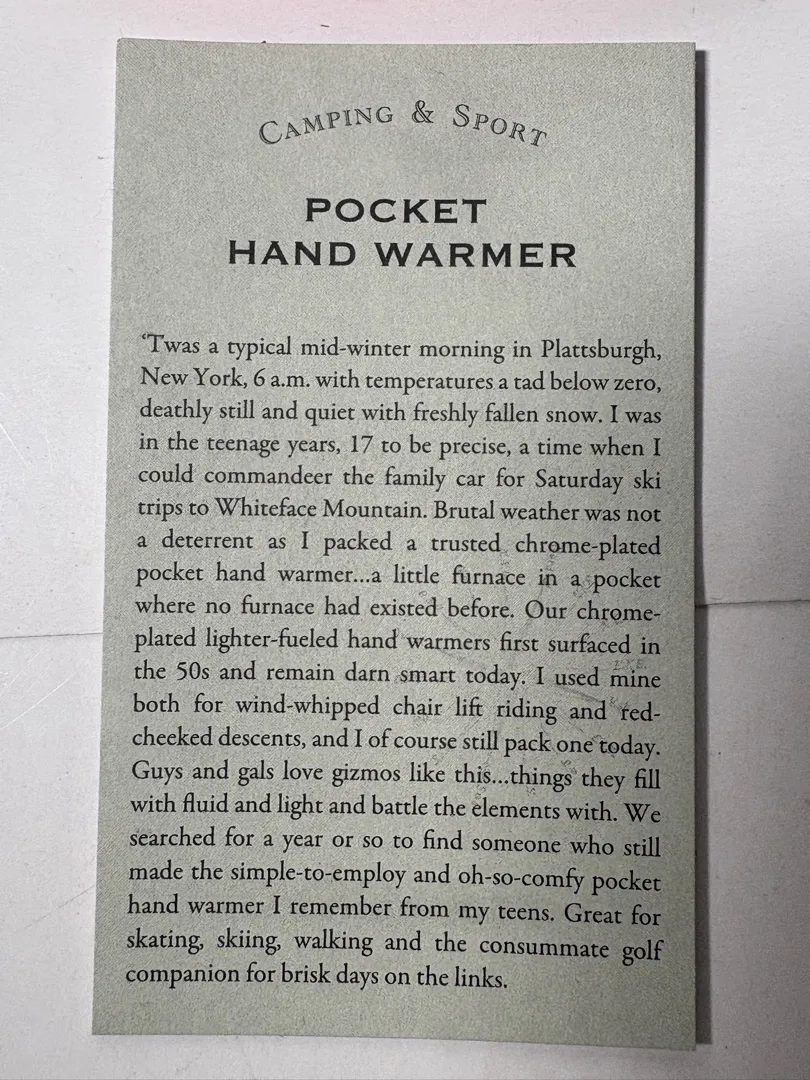 CAMPING & SPORT
POCKET
HAND WARMER
‘Twas a typical mid-winter morning in Plattsburgh,
New York, 6 a.m. with temperatures a tad below zero,
deathly still and quiet with freshly fallen snow. I was
in the teenage years, 17 to be precise, a time when I
could commandeer the family car for Saturday ski
trips to Whiteface Mountain. Brutal weather was not
a deterrent as I packed a trusted chrome-plated
pocket hand warmer...a little furnace in a pocket
where no furnace had existed before. Our chrome-
plated lighter-fueled hand warmers first surfaced in
the 50s and remain darn smart today. I used mine
both for wind-whipped chair lift riding and red-
cheeked descents, and I of course still pack one today.
Guys and gals love gizmos like this...things they fill
with fluid and light and battle the elements with. We
searched for a year or so to find someone who still
made the simple-to-employ and oh-so-comfy pocket
hand warmer I remember from my teens. Great for
skating, skiing, walking and the consummate golf
companion for brisk days on the links.